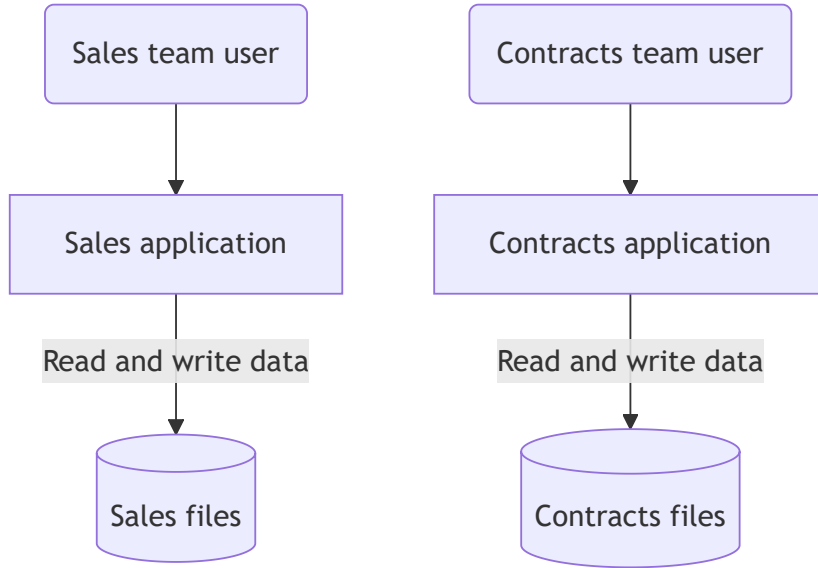 Sales team user
Contracts team user
Sales application
Contracts application
Read and write data
Read and write data
Sales files
Contracts files